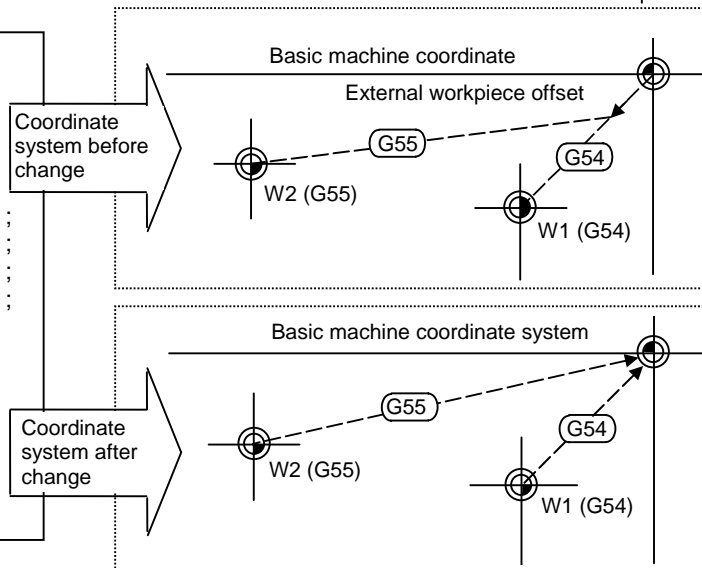 Basic machine coordinate
External workpiece offset
Coordinate
system before
change
G55
G54
W2 (G55)
W1 (G54)
;
;
;
;
Basic machine coordinate system
Coordinate
system after
change
G55
G54
W2 (G55)
W1 (G54)